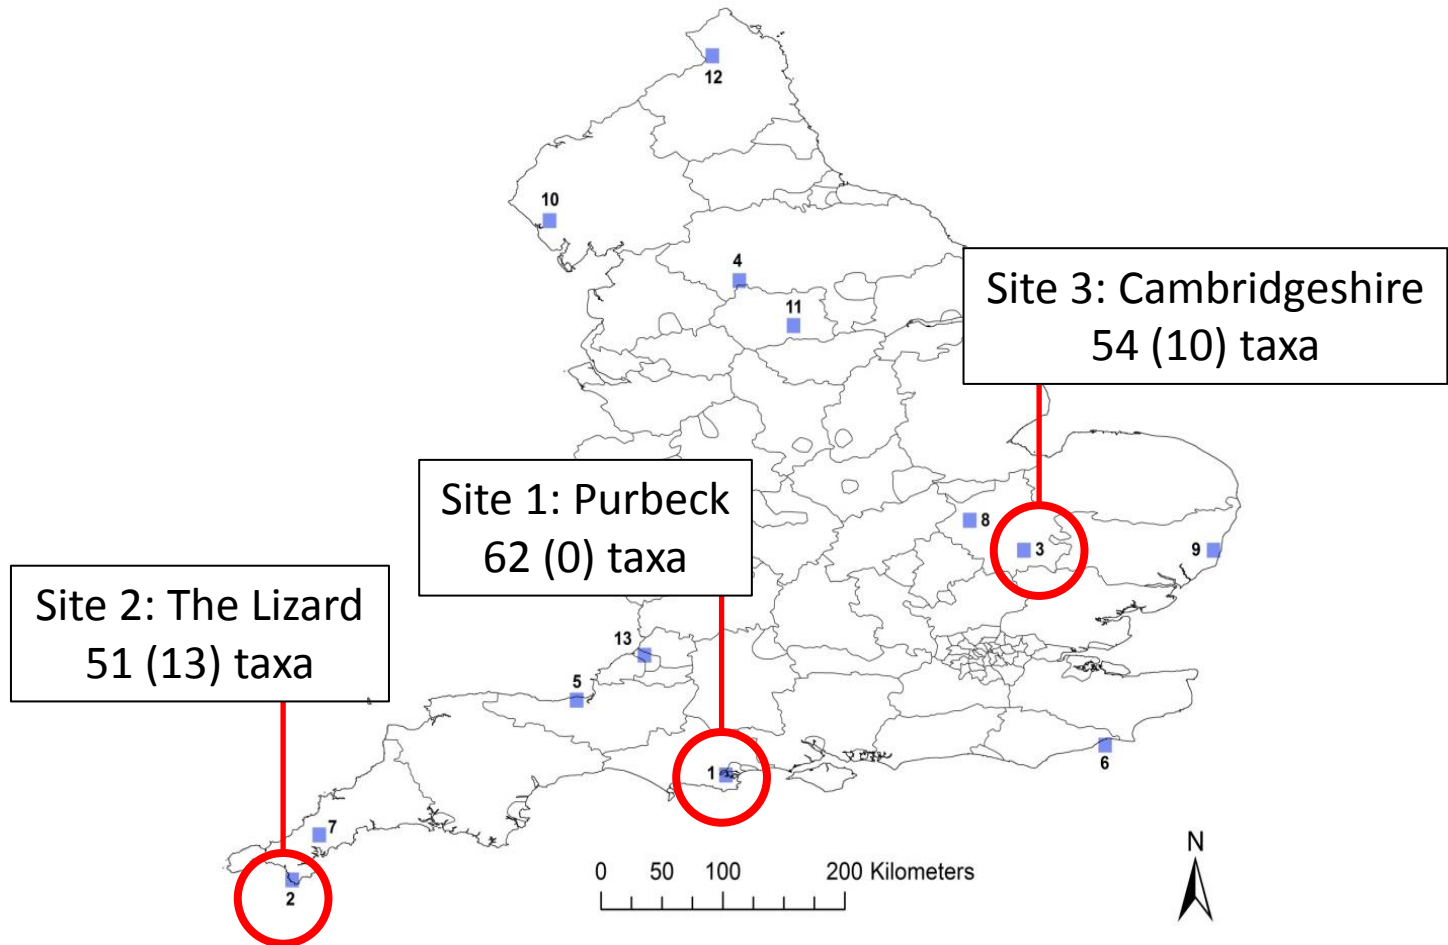 12
10
4
11
Site 3: Cambridgeshire
54 (10) taxa
Site 1: Purbeck
62 (0) taxa
8
3
9
Site 2: The Lizard
51 (13) taxa
13
5
1
6
7
2
0 50 100 200 Kilometers
N